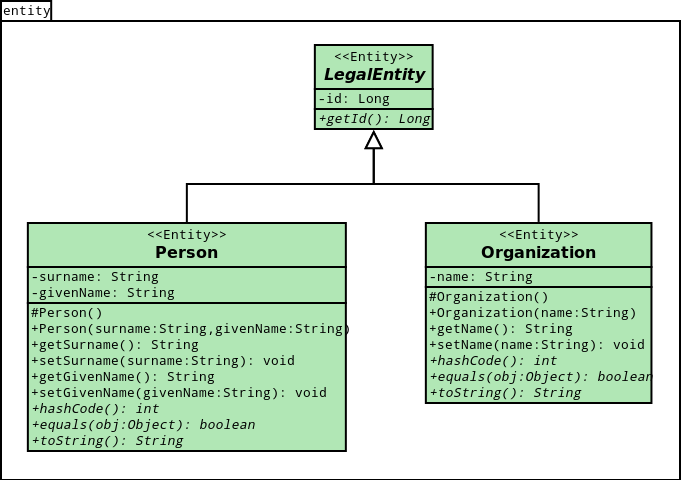 entity
<<Entity>>
LegalEntity
-id: Long
+getId(): Long
<<Entity>>
Person
-surname: String
-givenName: String
#Person()
+Person(surname:String,givenName:String)
+getSurname(): String
+setSurname(surname:String): void
+getGivenName(): String
+setGivenName(givenName:String): void
+hashCode(): int
+equals(obj:Object): boolean
+toString(): String
<<Entity>>
Organization
-name: String
#Organization()
+Organization(name:String)
+getName(): String
+setName(name:String): void
+hashCode(): int
+equals(obj:Object): boolean
+toString(): String